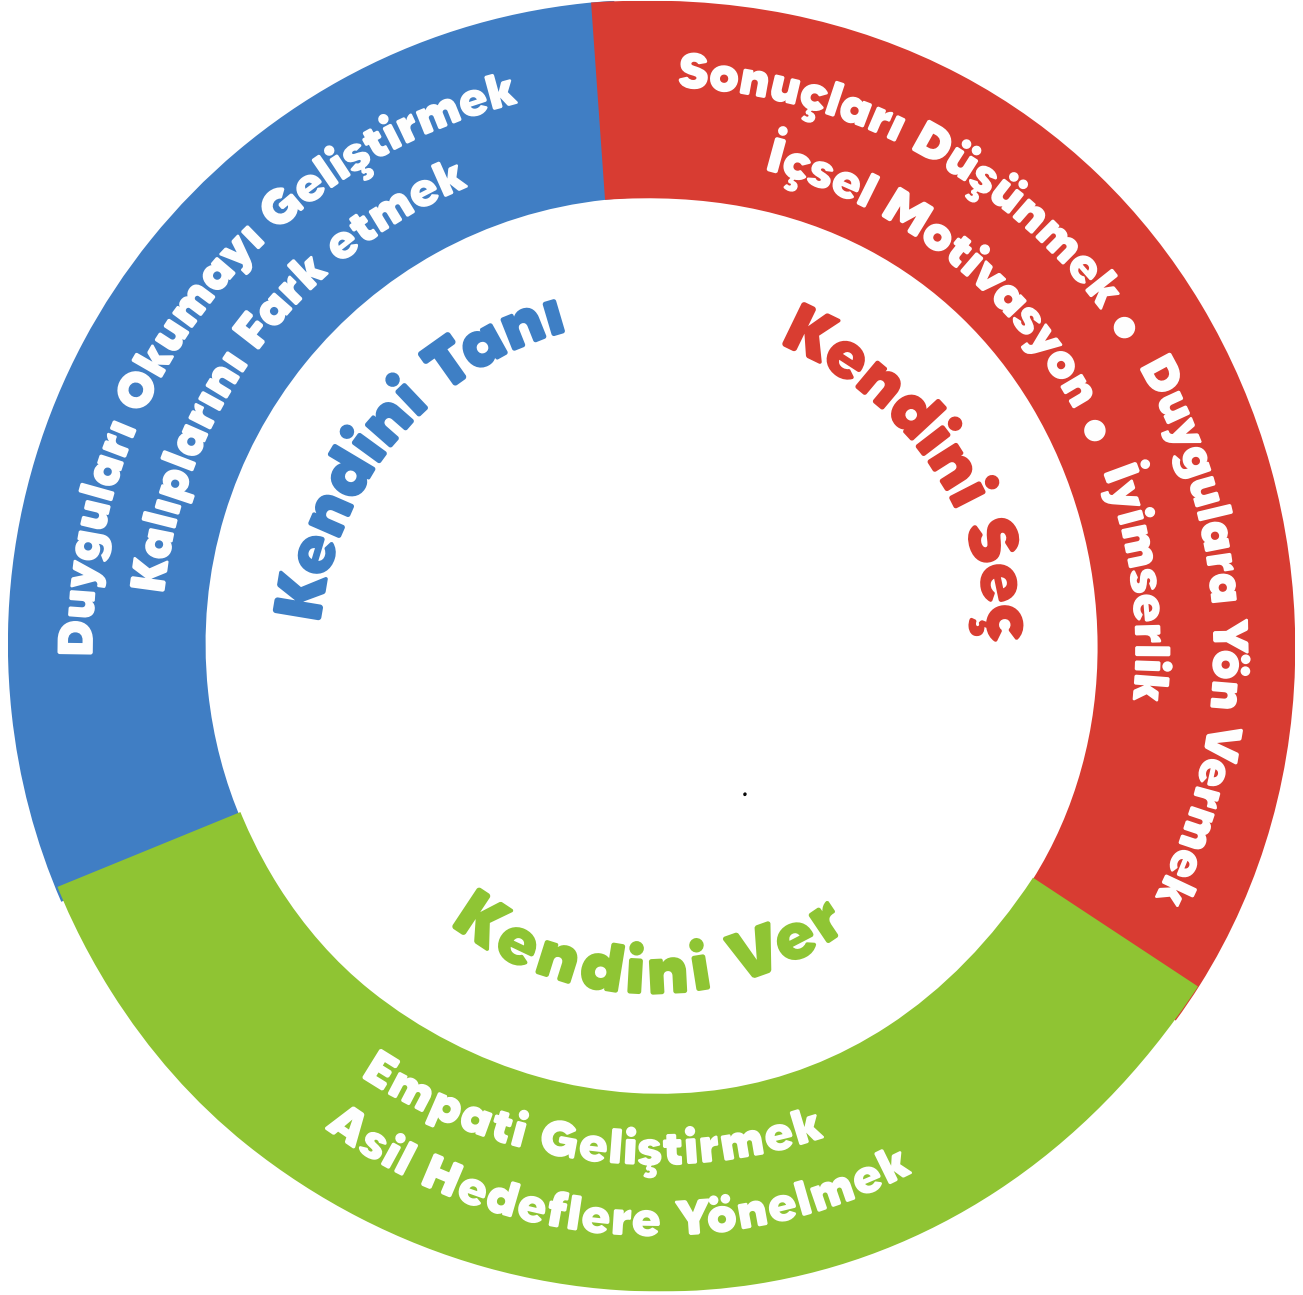 Duyguları Okumayı Geliştirmek
Kalıplarını Fark etmek
Kendini Tanı
Sonuçları Düşünmek • Duygulara Yön Vermek
İçsel Motivasyon • İyimserlik
Kendini Seç
Kendini Ver
Empati Geliştirmek
Asil Hedeflere Yönelmek